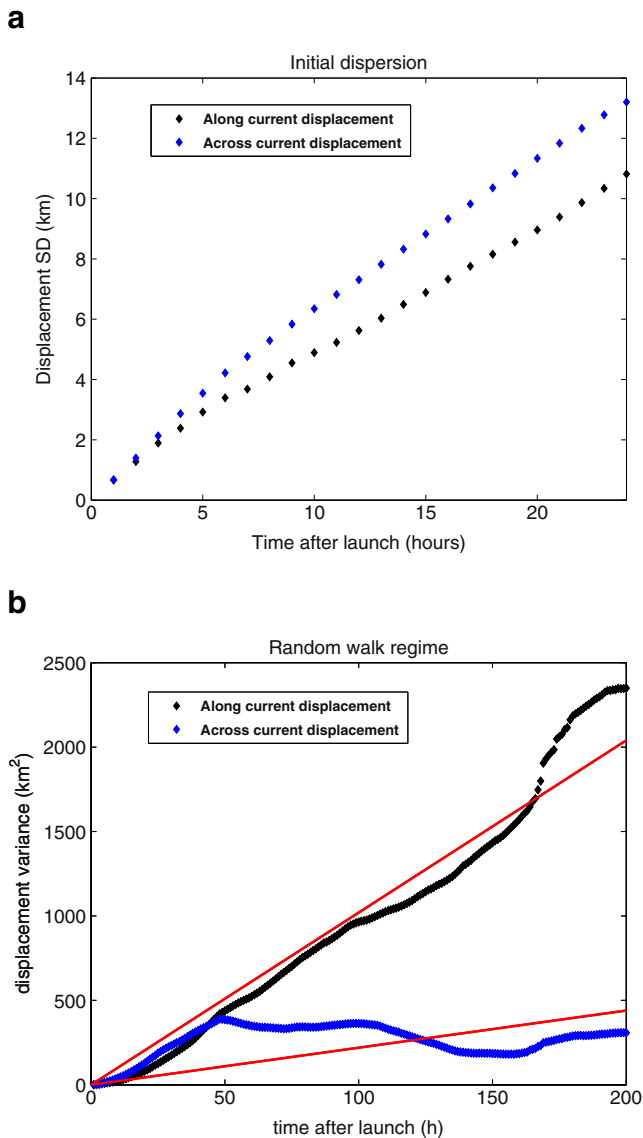 a
Initial dispersion
14
12
10
8
6
4
2
0
Displacement SD (km)
Along current displacement
Across current displacement
0 5 10 15 20
Time after launch (hours)
b
Random walk regime
2500
2000
1500
1000
500
0
displacement variance (km²)
Along current displacement
Across current displacement
0 50 100 150 200
time after launch (h)